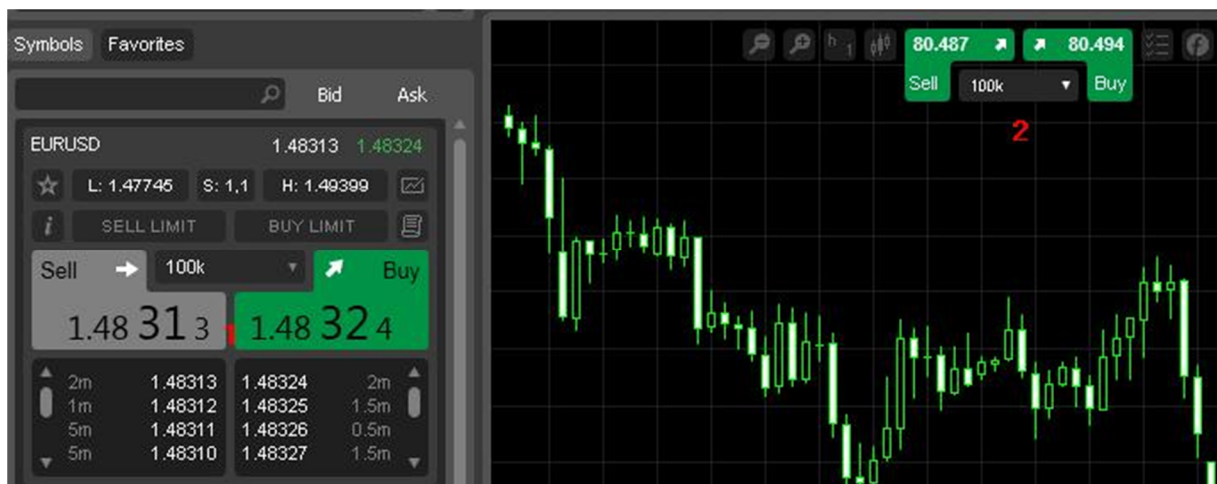 Symbols Favorites
Bid Ask
EURUSD 1.48313 1.48324
L: 1.47745 S: 1,1 H: 1.49399
i SELL LIMIT BUY LIMIT
Sell 100k Buy
1.48 31 3 1 1.48 32 4
2m 1.48313 1.48324 2m
1m 1.48312 1.48325 1.5m
5m 1.48311 1.48326 0.5m
5m 1.48310 1.48327 1.5m
h 1 80.487 80.494 f
Sell 100k Buy
2